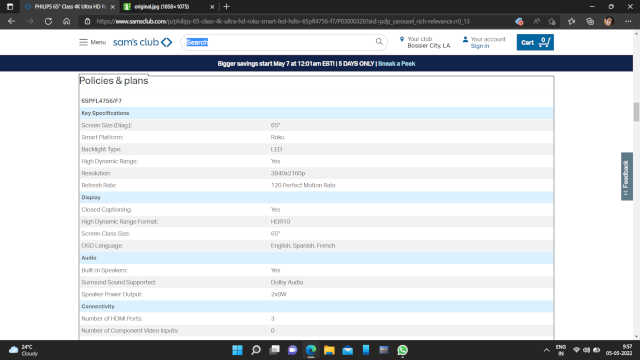 PHILIPS 65" Class 4K Ultra HD Ro
original.jpg (1858×1075)
https://www.samsclub.com/p/philips-65-class-4k-ultra-hd-roku-smart-led-hdtv-65pfl4756-f7/P03000326?xid=pdp_carousel_rich-relevance.rr0_13
Menu
sam's club
Search
Your club
Bossier City, LA
Your account
Sign in
Cart 0
Bigger savings start May 7 at 12:01am EST! | 5 DAYS ONLY | Sneak a Peek
Policies & plans
65PFL4756/F7
Key Specifications
Screen Size (Diag.): 65"
Smart Platform: Roku
Backlight Type: LED
High Dynamic Range: Yes
Resolution: 3840x2160p
Refresh Rate: 120 Perfect Motion Rate
Display
Closed Captioning: Yes
High Dynamic Range Format: HDR10
Screen Class Size: 65"
OSD Language: English, Spanish, French
Audio
Built-in Speakers: Yes
Surround Sound Supported: Dolby Audio
Speaker Power Output: 2x8W
Connectivity
Number of HDMI Ports: 3
Number of Component Video Inputs: 0
Feedback
24°C
Cloudy
ENG
IN
9:57
05-05-2022